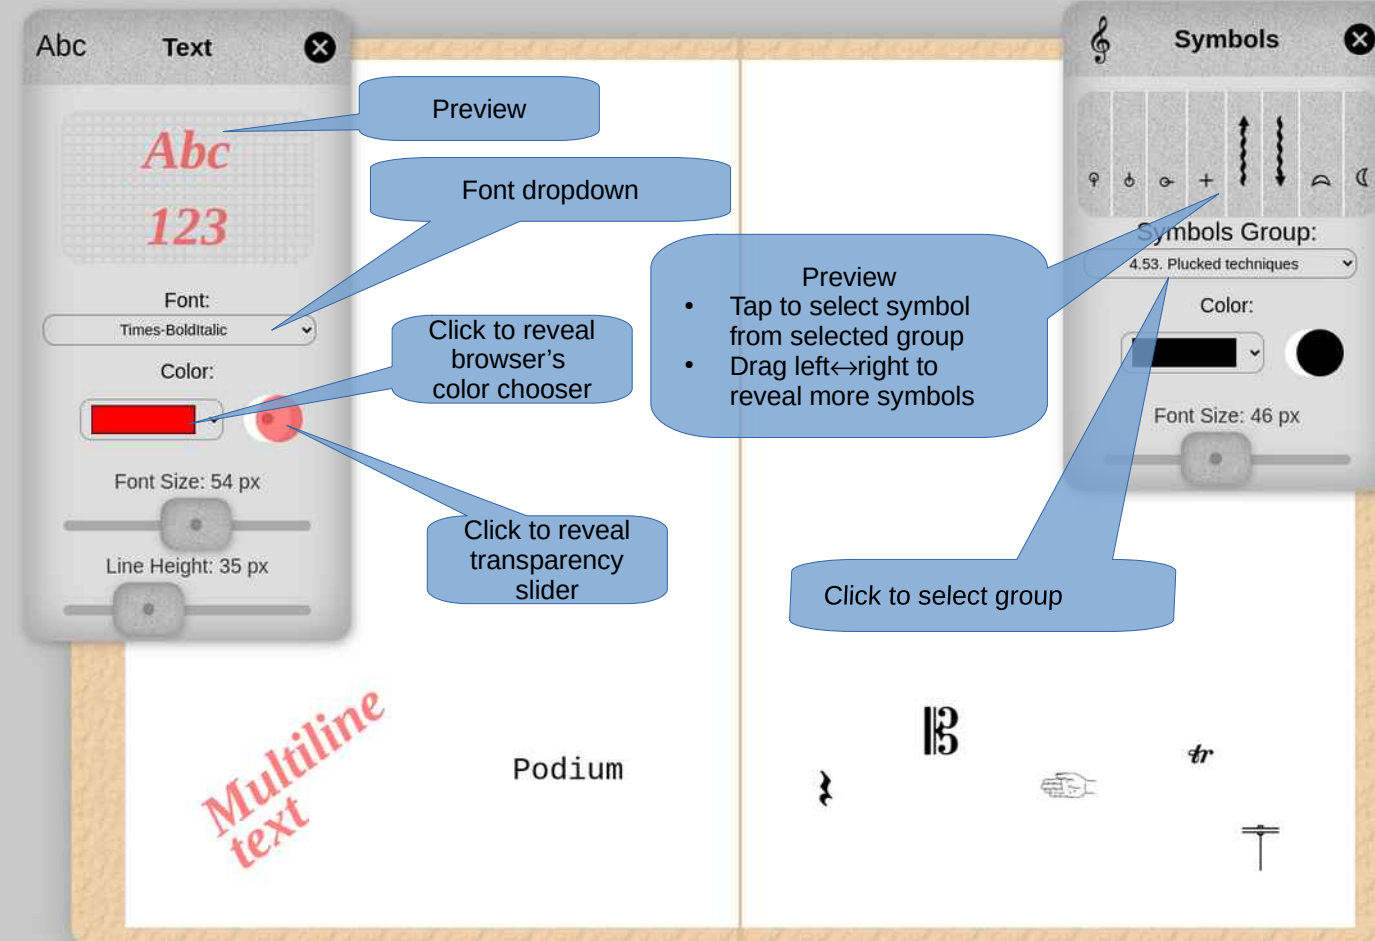 Abc
Text
Abc
123
Font:
Times-BoldItalic
Color:
Font Size: 54 px
Line Height: 35 px
Preview
Font dropdown
Click to reveal
browser’s
color chooser
Click to reveal
transparency
slider
Symbols
Symbols Group:
4.53. Plucked techniques
Color:
Font Size: 46 px
Preview
• Tap to select symbol
from selected group
• Drag left↔right to
reveal more symbols
Click to select group
Multiline
text
Podium
tr